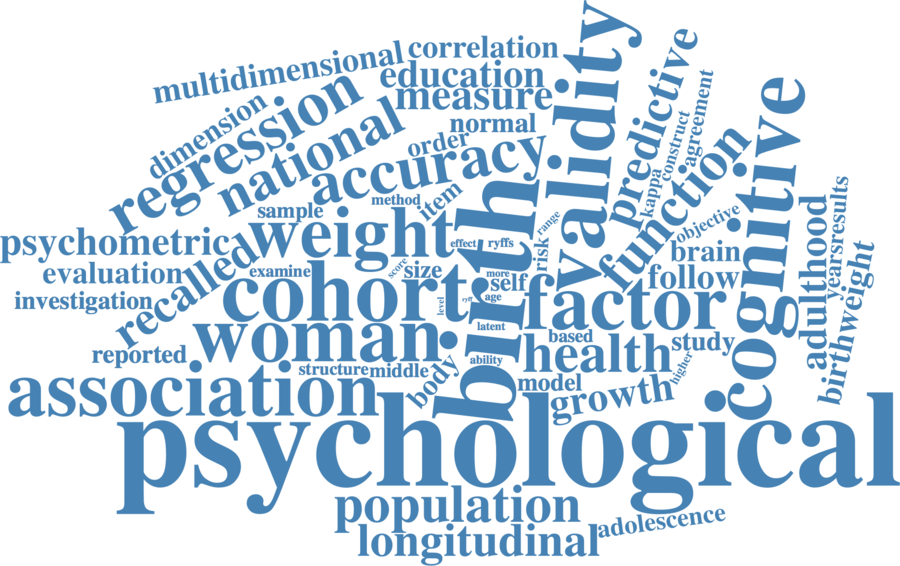 multidimensional
correlation
education
measure
normal
order
dimension
regression
national
accuracy
validity
predictive
construct
agreement
kappa
function
cognitive
method
item
sample
psychometric
weight
effect
ryffs
range
risk
objective
brain
adulthood
yearsresults
birthweight
evaluation
recalled
examine
score
size
more
self
follow
investigation
cohort
level
ryff
age
birth
factor
latent
woman
based
study
reported
health
higher
structure
middle
body
ability
model
growth
association
psychological
population
longitudinal
adolescence